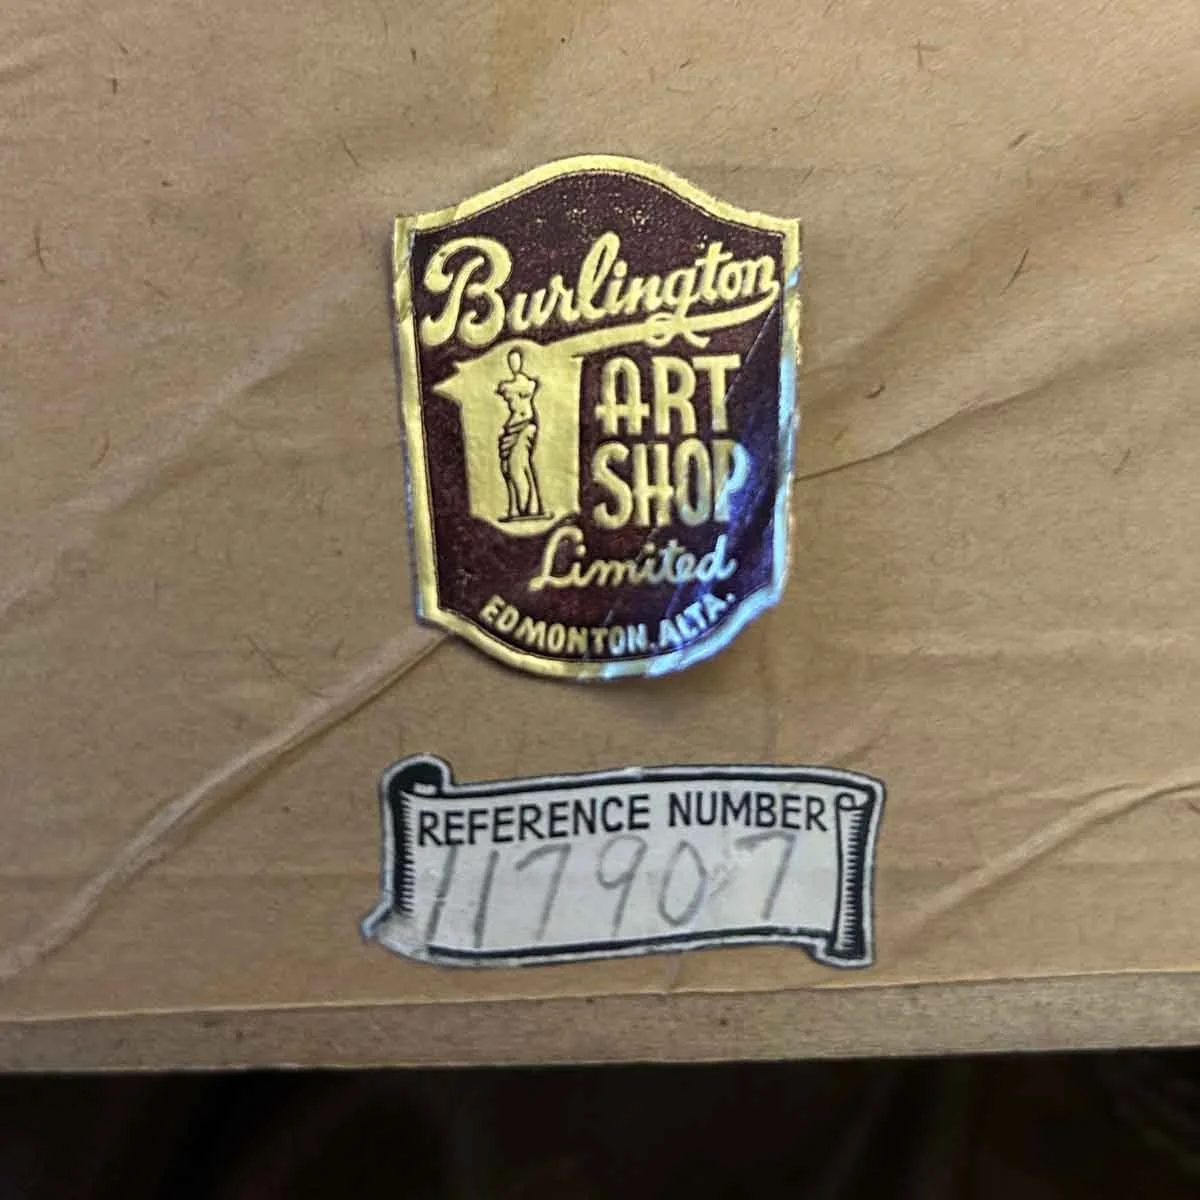 Burlington
ART
SHOP
Limited
EDMONTON, ALTA.
REFERENCE NUMBER
117907